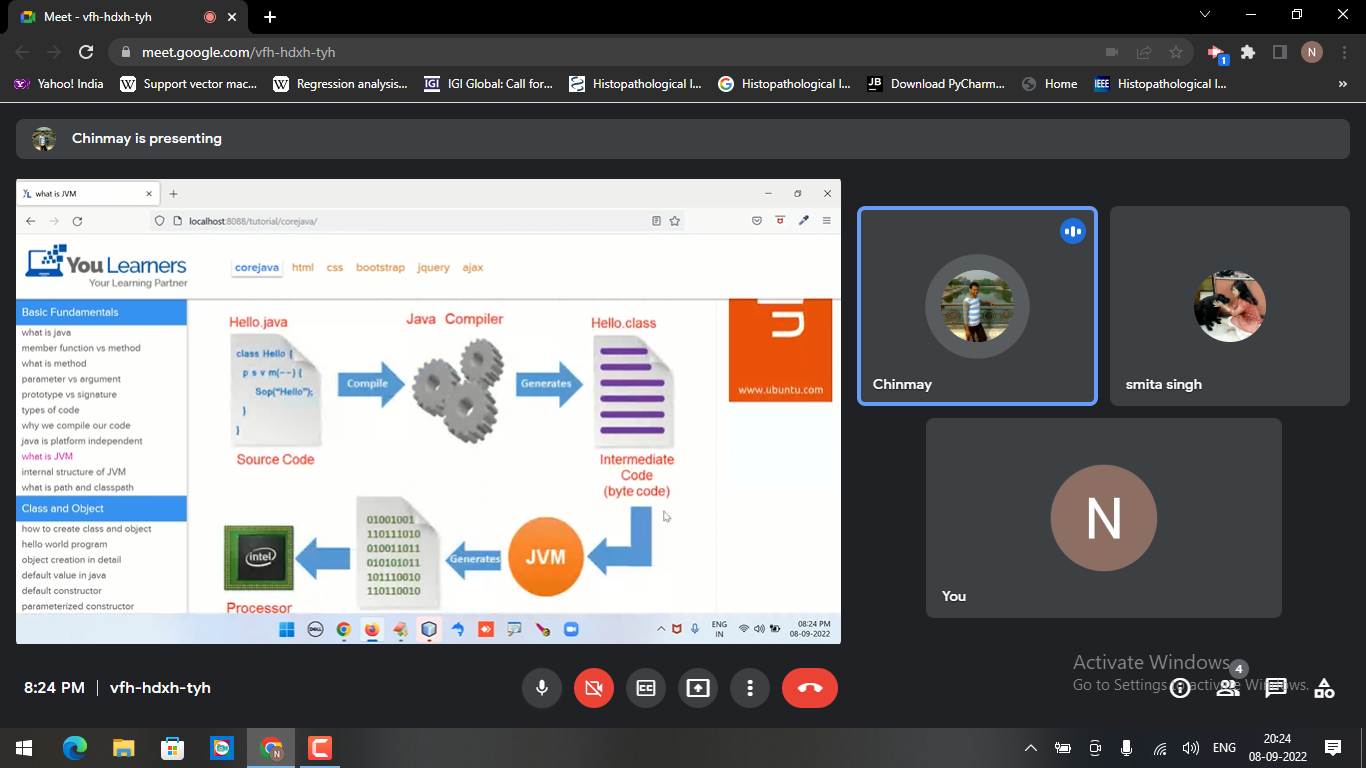 Meet - vfh-hdxh-tyh
meet.google.com/vfh-hdxh-tyh
1
N
Yahoo! India
W Support vector mac...
W Regression analysis...
IGI IGI Global: Call for...
Histopathological I...
G Histopathological I...
JB Download PyCharm...
Home
IEEE Histopathological I...
»
Chinmay is presenting
YL what is JVM
localhost:8088/tutorial/corejava/
You Learners
Your Learning Partner
corejava html css bootstrap jquery ajax
Basic Fundamentals
what is java
member function vs method
what is method
parameter vs argument
prototype vs signature
types of code
why we compile our code
java is platform independent
what is JVM
internal structure of JVM
what is path and classpath
Class and Object
how to create class and object
hello world program
object creation in detail
default value in java
default constructor
parameterized constructor
Hello.java
class Hello {
p s v m(--) {
Sop("Hello");
}
}
Source Code
Compile
Java Compiler
Generates
Hello.class
Intermediate
Code
(byte code)
JVM
Generates
01001001
110111010
010011011
010101011
101110010
110110010
intel
Processor
u
www.ubuntu.com
DELL
ENG
IN
08:24 PM
08-09-2022
Chinmay
smita singh
N
You
Activate Windows
Go to Settings to activate Windows.
8:24 PM | vfh-hdxh-tyh
CC
4
N
C
ENG
20:24
08-09-2022